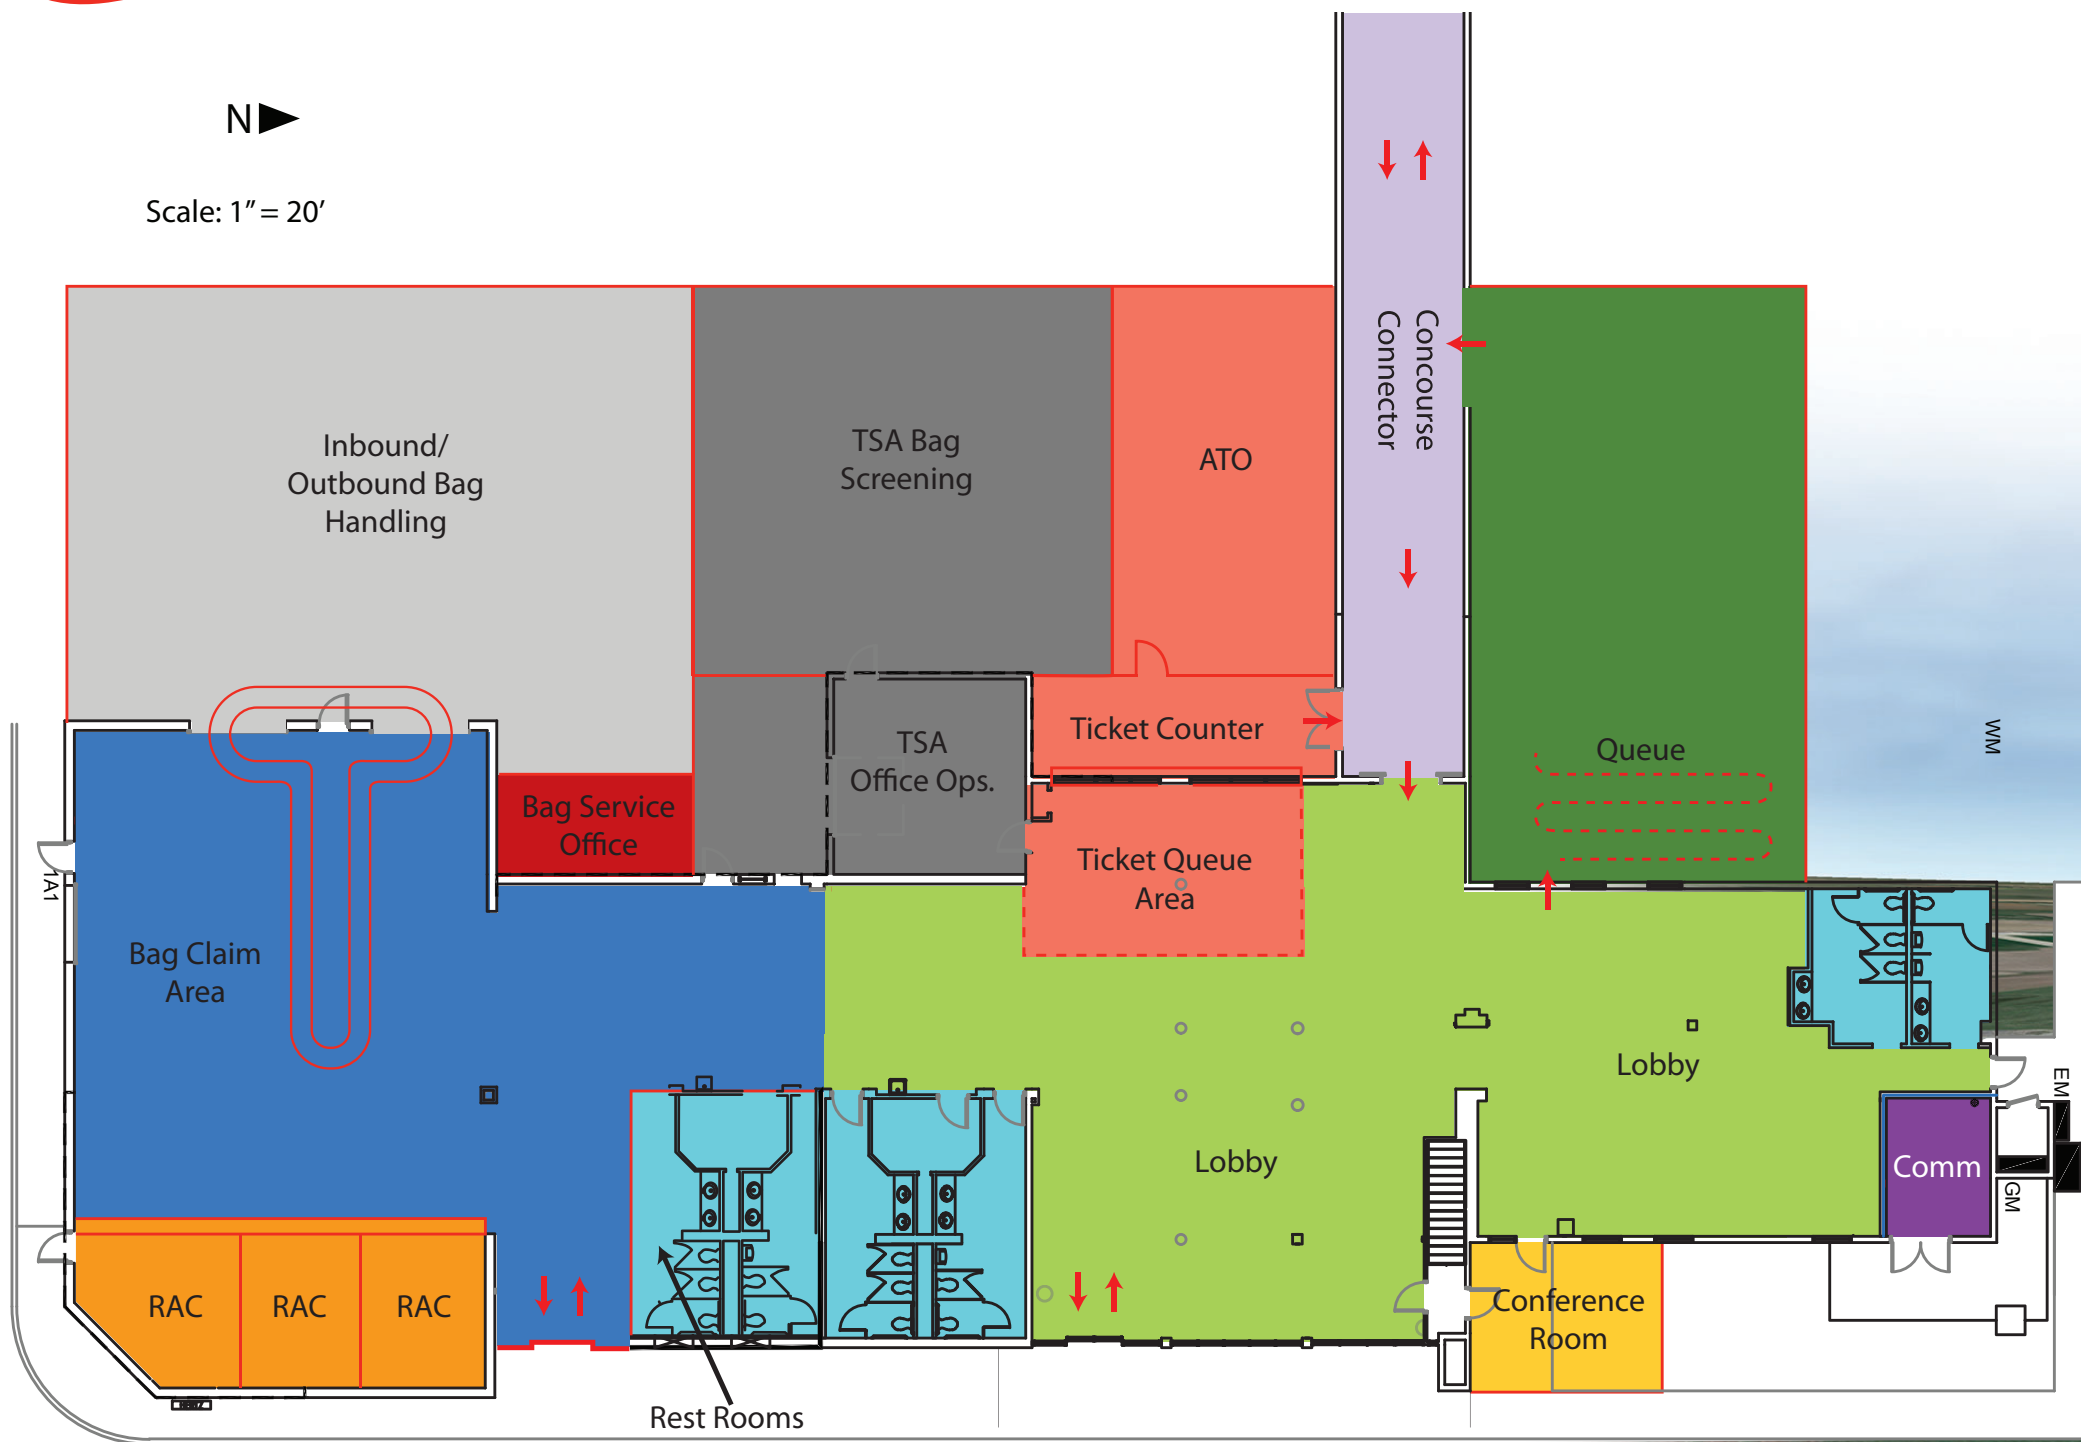 N
Scale: 1" = 20'
Concourse
Connector
Inbound/
Outbound Bag
Handling
TSA Bag
Screening
ATO
Ticket Counter
TSA
Office Ops.
Queue
WM
Bag Service
Office
Ticket Queue
Area
1A1
Bag Claim
Area
Lobby
EM
Lobby
Comm
GM
RAC
RAC
RAC
Conference
Room
Rest Rooms